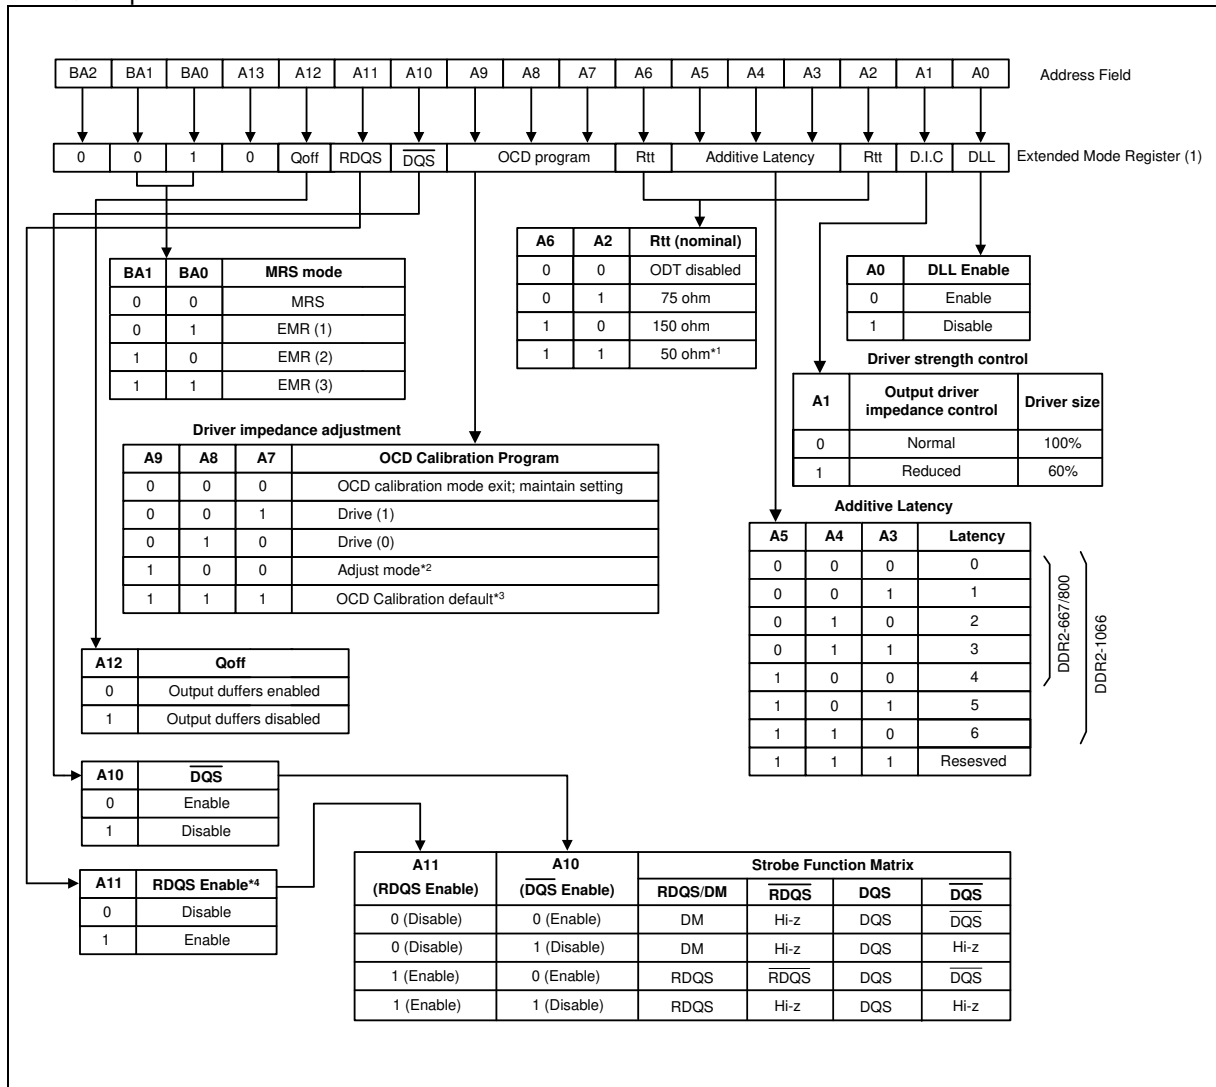 BA2 BA1 BA0 A13 A12 A11 A10 A9 A8 A7 A6 A5 A4 A3 A2 A1 A0 Address Field
0 0 1 0 Qoff RDQS D̅Q̅S̅ OCD program Rtt Additive Latency Rtt D.I.C DLL Extended Mode Register (1)
BA1 BA0 MRS mode
0 0 MRS
0 1 EMR (1)
1 0 EMR (2)
1 1 EMR (3)
A6 A2 Rtt (nominal)
0 0 ODT disabled
0 1 75 ohm
1 0 150 ohm
1 1 50 ohm*1
A0 DLL Enable
0 Enable
1 Disable
Driver strength control
A1 Output driver impedance control Driver size
0 Normal 100%
1 Reduced 60%
Driver impedance adjustment
A9 A8 A7 OCD Calibration Program
0 0 0 OCD calibration mode exit; maintain setting
0 0 1 Drive (1)
0 1 0 Drive (0)
1 0 0 Adjust mode*2
1 1 1 OCD Calibration default*3
Additive Latency
A5 A4 A3 Latency
0 0 0 0
0 0 1 1
0 1 0 2
0 1 1 3
1 0 0 4
1 0 1 5
1 1 0 6
1 1 1 Resesved
DDR2-667/800
DDR2-1066
A12 Qoff
0 Output duffers enabled
1 Output duffers disabled
A10 D̅Q̅S̅
0 Enable
1 Disable
A11 RDQS Enable*4
0 Disable
1 Enable
A11 (RDQS Enable) A10 (D̅Q̅S̅ Enable) Strobe Function Matrix
RDQS/DM R̅D̅Q̅S̅ DQS D̅Q̅S̅
0 (Disable) 0 (Enable) DM Hi-z DQS D̅Q̅S̅
0 (Disable) 1 (Disable) DM Hi-z DQS Hi-z
1 (Enable) 0 (Enable) RDQS R̅D̅Q̅S̅ DQS D̅Q̅S̅
1 (Enable) 1 (Disable) RDQS Hi-z DQS Hi-z